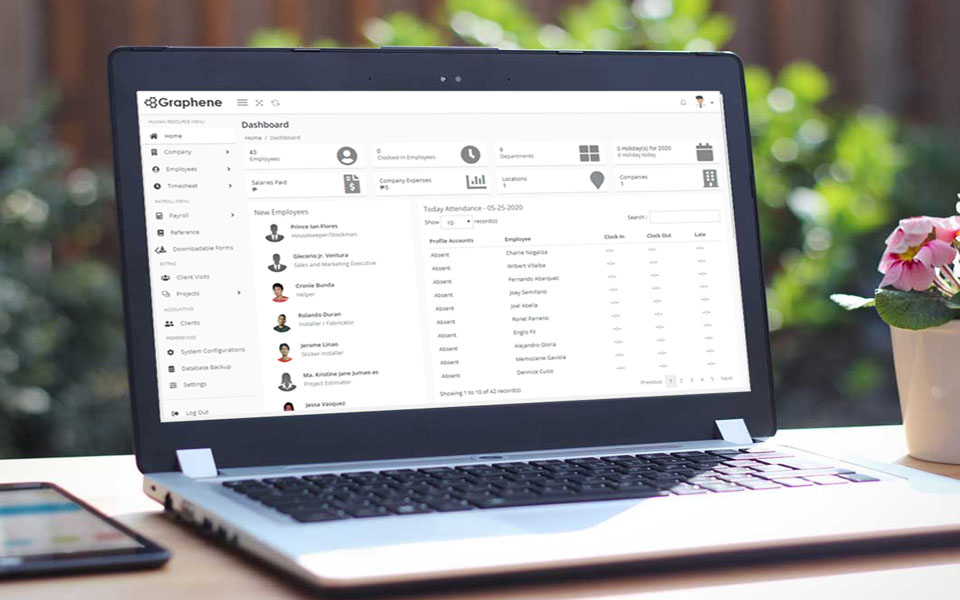 Graphene
HUMAN RESOURCE MENU
Home
Company
Employees
Timesheet
PAYROLL MENU
Payroll
Reference
Downloadable Forms
Client Visits
Projects
ACCOUNTING
Clients
PREFERENCES
System Configurations
Database Backup
Settings
Log Out
Dashboard
Home / Dashboard
43
Employees
0
Clocked-In Employees
9
Departments
0 Holiday(s) for 2020
0 Holiday today
Salaries Paid
₱
Company Expenses
₱5
Locations
1
Companies
1
New Employees
Prince Ian Flores
Housekeeper/Stockman
Glecerio Jr. Ventura
Sales and Marketing Executive
Cronie Bunda
Helper
Rolando Duran
Installer / Fabricator
Jerome Linao
Sticker Installer
Ma. Kristine Jane Jumao-as
Project Estimator
Jessa Vasquez
Today Attendance - 05-25-2020
Show 10 record(s)
Search :
Profile Accounts Employee Clock In Clock Out Late
Absent Charlie Nogaliza --:-- --:-- --:--
Absent Wilbert Villalba --:-- --:-- --:--
Absent Fernando Abarquez --:-- --:-- --:--
Absent Joey Semillano --:-- --:-- --:--
Absent Joel Abella --:-- --:-- --:--
Absent Ronel Parreno --:-- --:-- --:--
Absent Englis Fil --:-- --:-- --:--
Absent Alejandro Gloria --:-- --:-- --:--
Absent --:-- --:-- --:--
Absent --:-- --:-- --:--
Showing 1 to 10 of 42 record(s)
Previous 1 2 3 4 5 Next